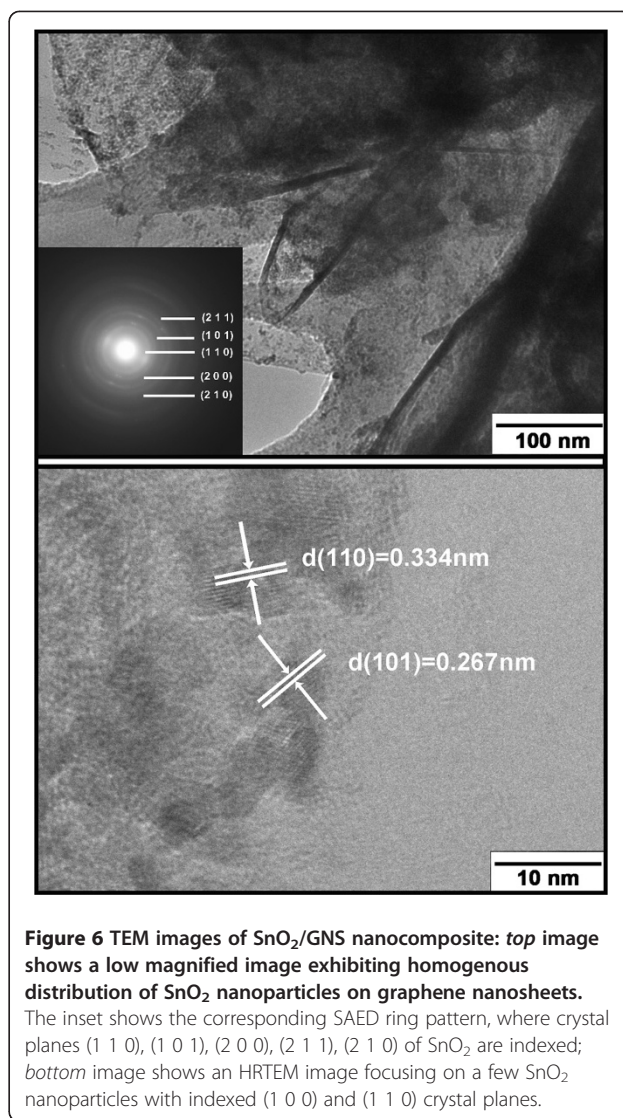 (2 1 1)
(1 0 1)
(1 1 0)
(2 0 0)
(2 1 0)
100 nm
d(110)=0.334nm
d(101)=0.267nm
10 nm
Figure 6 TEM images of SnO₂/GNS nanocomposite: top image
shows a low magnified image exhibiting homogenous
distribution of SnO₂ nanoparticles on graphene nanosheets.
The inset shows the corresponding SAED ring pattern, where crystal
planes (1 1 0), (1 0 1), (2 0 0), (2 1 1), (2 1 0) of SnO₂ are indexed;
bottom image shows an HRTEM image focusing on a few SnO₂
nanoparticles with indexed (1 0 0) and (1 1 0) crystal planes.